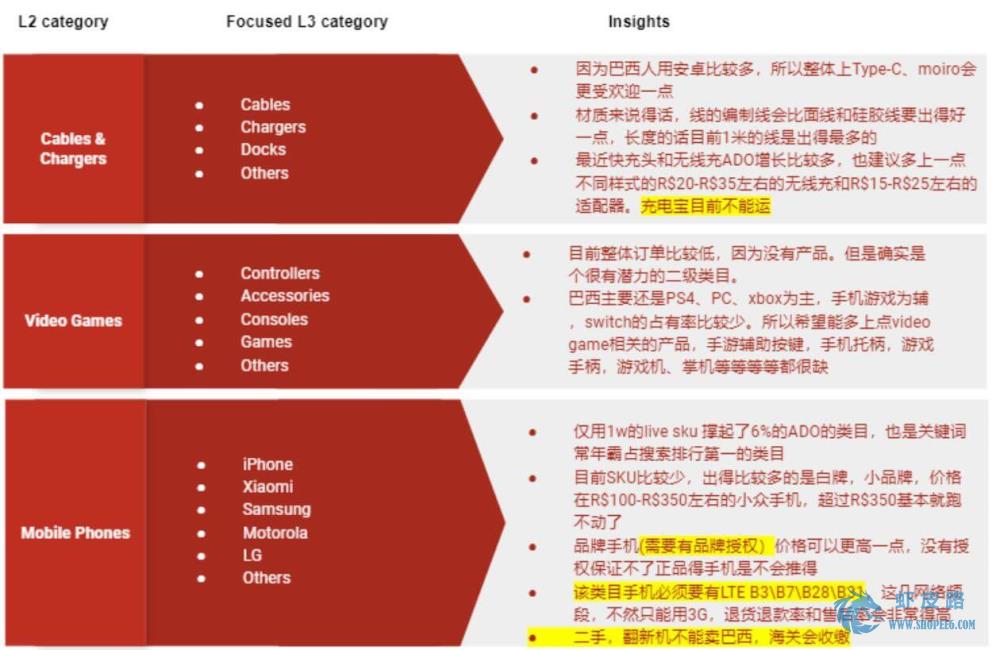 L2 category
Focused L3 category
Insights
Cables &
Chargers
Cables
Chargers
Docks
Others
因为巴西人用安卓比较多，所以整体上Type-C、moiro会
更受欢迎一点
材质来说得话，线的编制线会比面线和硅胶线要出得好
一点，长度的话目前1米的线是出得最多的
最近快充头和无线充ADO增长比较多，也建议多上一点
不同样式的R$20-R$35左右的无线充和R$15-R$25左右的
适配器。充电宝目前不能运
Video Games
Controllers
Accessories
Consoles
Games
Others
目前整体订单比较低，因为没有产品。但是确实是
个很有潜力的二级类目。
巴西主要还是PS4、PC、xbox为主，手机游戏为辅
，switch的占有率比较少。所以希望能多上点video
game相关的产品，手游辅助按键，手机托柄，游戏
手柄，游戏机、掌机等等等等都很缺
Mobile Phones
iPhone
Xiaomi
Samsung
Motorola
LG
Others
仅用1w的live sku 撑起了6%的ADO的类目，也是关键词
常年霸占搜索排行第一的类目
目前SKU比较少，出得比较多的是白牌，小品牌，价格
在R$100-R$350左右的小众手机，超过R$350基本就跑
不动了
品牌手机(需要有品牌授权）价格可以更高一点，没有授
权保证不了正品得手机是不会推得
该类目手机必须要有LTE B3\B7\B28\B31，这几网络频
段，不然只能用3G，退货退款率和售后率会非常得高
二手，翻新机不能卖巴西，海关会收缴
虾皮路
WWW.SHOPEE6.COM